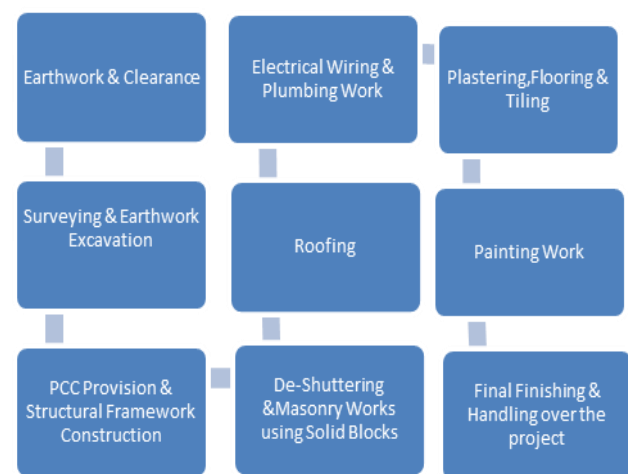 Earthwork & Clearance
Surveying & Earthwork
Excavation
PCC Provision &
Structural Framework
Construction
De-Shuttering
&Masonry Works
using Solid Blocks
Roofing
Electrical Wiring &
Plumbing Work
Plastering,Flooring &
Tiling
Painting Work
Final Finishing &
Handling over the
project